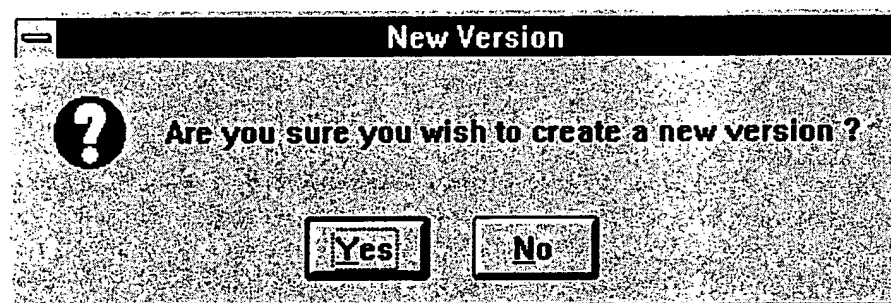 New Version
Are you sure you wish to create a new version ?
Yes
No